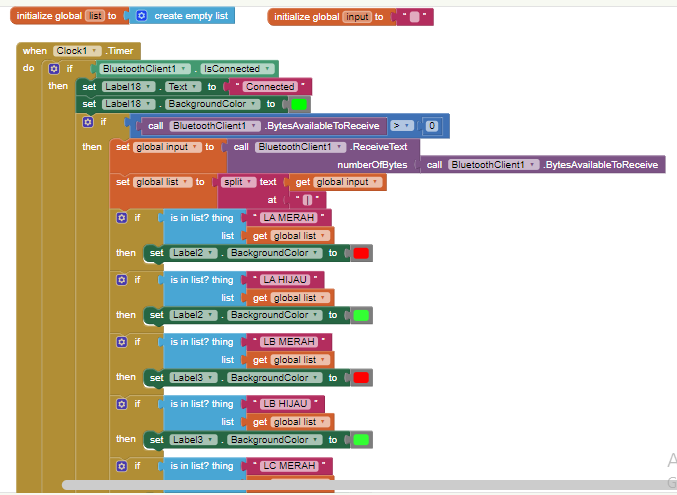 initialize global list to create empty list
initialize global input to " "
when Clock1 .Timer
do if BluetoothClient1 . IsConnected
then set Label18 . Text to " Connected "
set Label18 . BackgroundColor to
if call BluetoothClient1 .BytesAvailableToReceive > 0
then set global input to call BluetoothClient1 .ReceiveText
numberOfBytes call BluetoothClient1 .BytesAvailableToReceive
set global list to split text get global input
at " | "
if is in list? thing " LA MERAH "
list get global list
then set Label2 . BackgroundColor to
if is in list? thing " LA HIJAU "
list get global list
then set Label2 . BackgroundColor to
if is in list? thing " LB MERAH "
list get global list
then set Label3 . BackgroundColor to
if is in list? thing " LB HIJAU "
list get global list
then set Label3 . BackgroundColor to
if is in list? thing " LC MERAH "